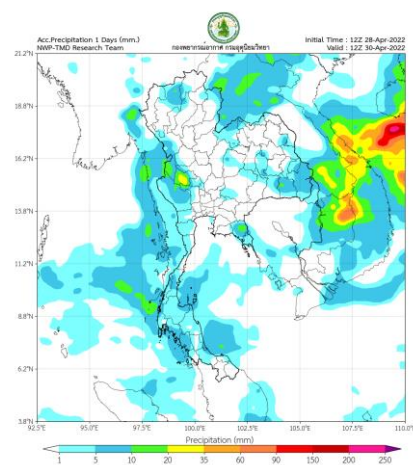 Acc.Precipitation 1 Days (mm.)
NWP-TMD Research Team
กองพยากรณ์อากาศ กรมอุตุนิยมวิทยา
Initial Time : 12Z 28-Apr-2022
Valid : 12Z 30-Apr-2022
21.2°N
18.8°N
16.2°N
13.8°N
11.2°N
8.8°N
6.2°N
3.8°N
92.5°E 95.0°E 97.5°E 100.0°E 102.5°E 105.0°E 107.5°E 110.0°E
Precipitation (mm)
1 5 10 20 35 60 90 150 200 250